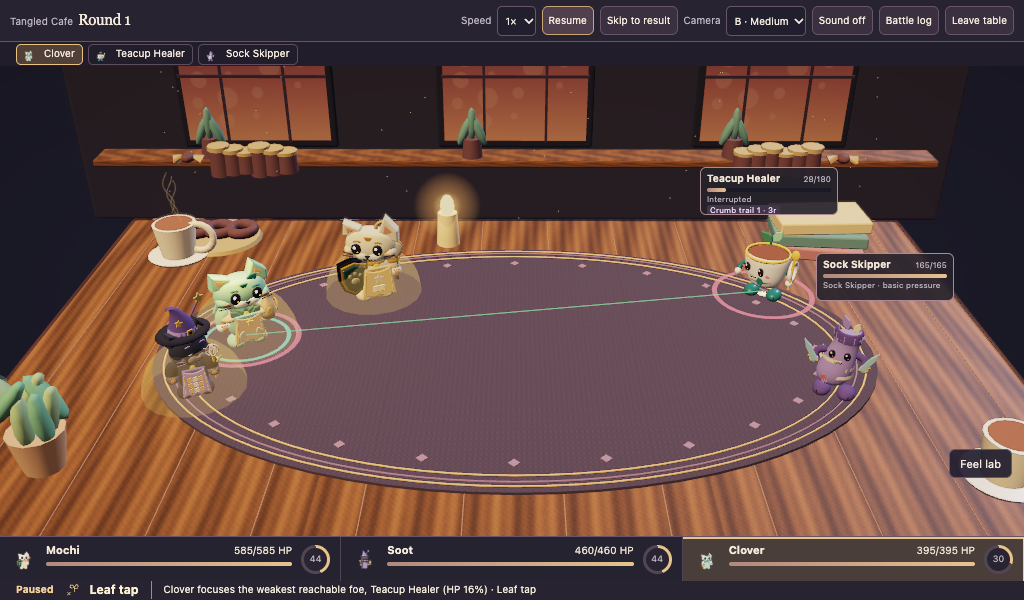 Tangled Cafe Round 1
Speed 1x Resume Skip to result Camera B · Medium Sound off Battle log Leave table
Clover Teacup Healer Sock Skipper
Teacup Healer 28/180
Interrupted
Crumb trail 1 · 3r
Sock Skipper 165/165
Sock Skipper · basic pressure
Feel lab
Mochi 585/585 HP 44
Soot 460/460 HP 44
Clover 395/395 HP 30
Paused Leaf tap Clover focuses the weakest reachable foe, Teacup Healer (HP 16%) · Leaf tap